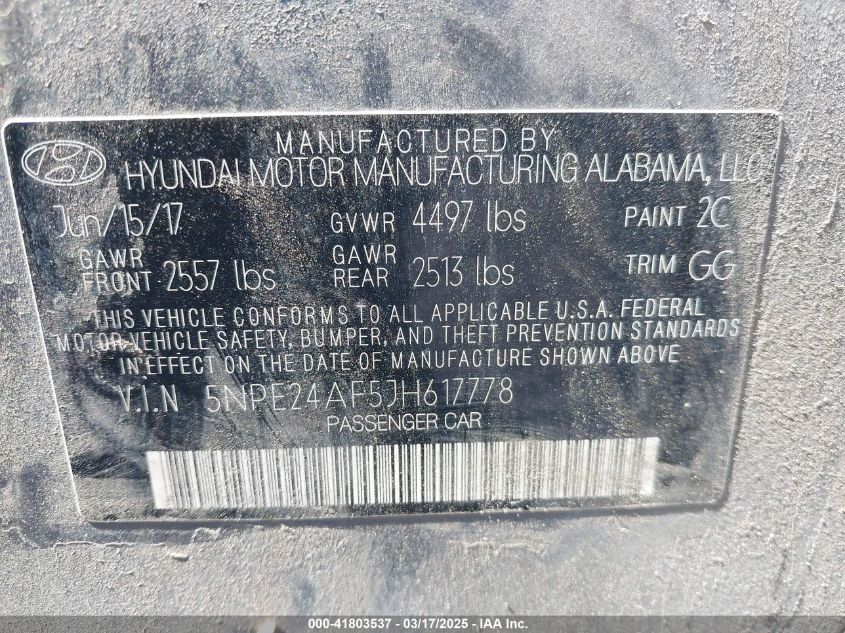 MANUFACTURED BY
HYUNDAI MOTOR MANUFACTURING ALABAMA, LLC
Jun/15/17 GVWR 4497 lbs PAINT 2C
GAWR FRONT 2557 lbs GAWR REAR 2513 lbs TRIM GG
THIS VEHICLE CONFORMS TO ALL APPLICABLE U.S.A. FEDERAL
MOTOR VEHICLE SAFETY, BUMPER, AND THEFT PREVENTION STANDARDS
IN EFFECT ON THE DATE OF MANUFACTURE SHOWN ABOVE
V.I.N 5NPE24AF5JH617778
PASSENGER CAR
000-41803537 - 03/17/2025 - IAA Inc.